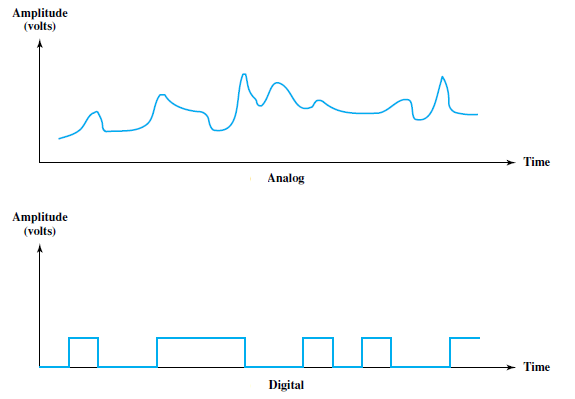 Amplitude
(volts)
Time
Analog
Amplitude
(volts)
Time
Digital